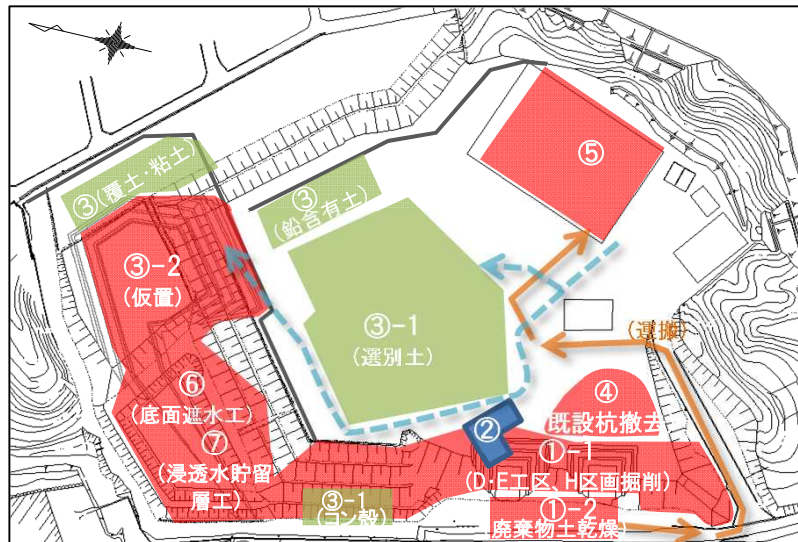 ③(覆土・粘土)
③
(鉛含有土)
⑤
③-2
(仮置)
③-1
(選別土)
(運搬)
⑥
(底面遮水工)
⑦
(浸透水貯留
層工)
④
既設杭撤去
②
①-1
(D・E工区、H区画掘削)
③-1
(コン殻)
①-2
(廃棄物土乾燥)